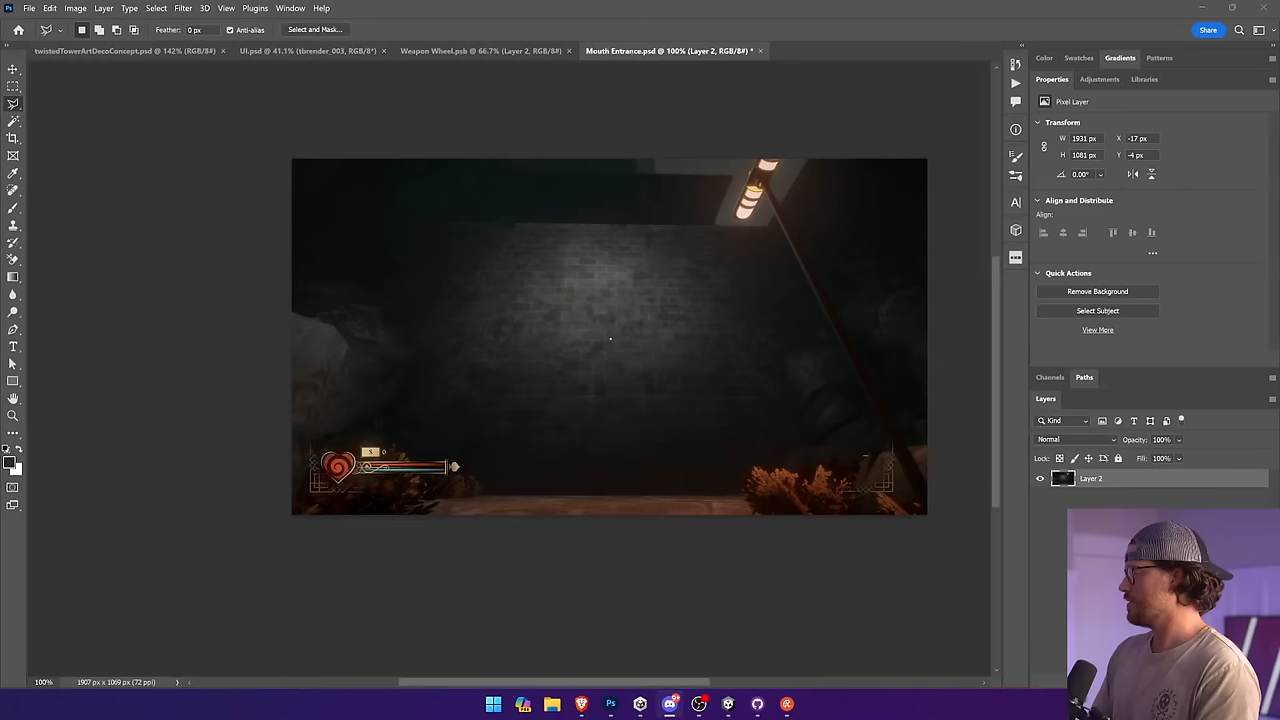 Ps File Edit Image Layer Type Select Filter 3D View Plugins Window Help
Feather: 0 px Anti-alias Select and Mask... Share
twistedTowerArtDecoConcept.psd @ 142% (RGB/8#) × UI.psd @ 41.1% (tbrender_003, RGB/8*) × Weapon Wheel.psb @ 66.7% (Layer 2, RGB/8#) × Mouth Entrance.psd @ 100% (Layer 2, RGB/8#) * ×
Color Swatches Gradients Patterns
Properties Adjustments Libraries
Pixel Layer
Transform
W 1931 px X -17 px
H 1081 px Y -4 px
0.00°
Align and Distribute
Align:
Quick Actions
Remove Background
Select Subject
View More
Channels Paths
Layers
Kind
Normal Opacity: 100%
Lock: Fill: 100%
Layer 2
0
100% 1907 px x 1069 px (72 ppi)